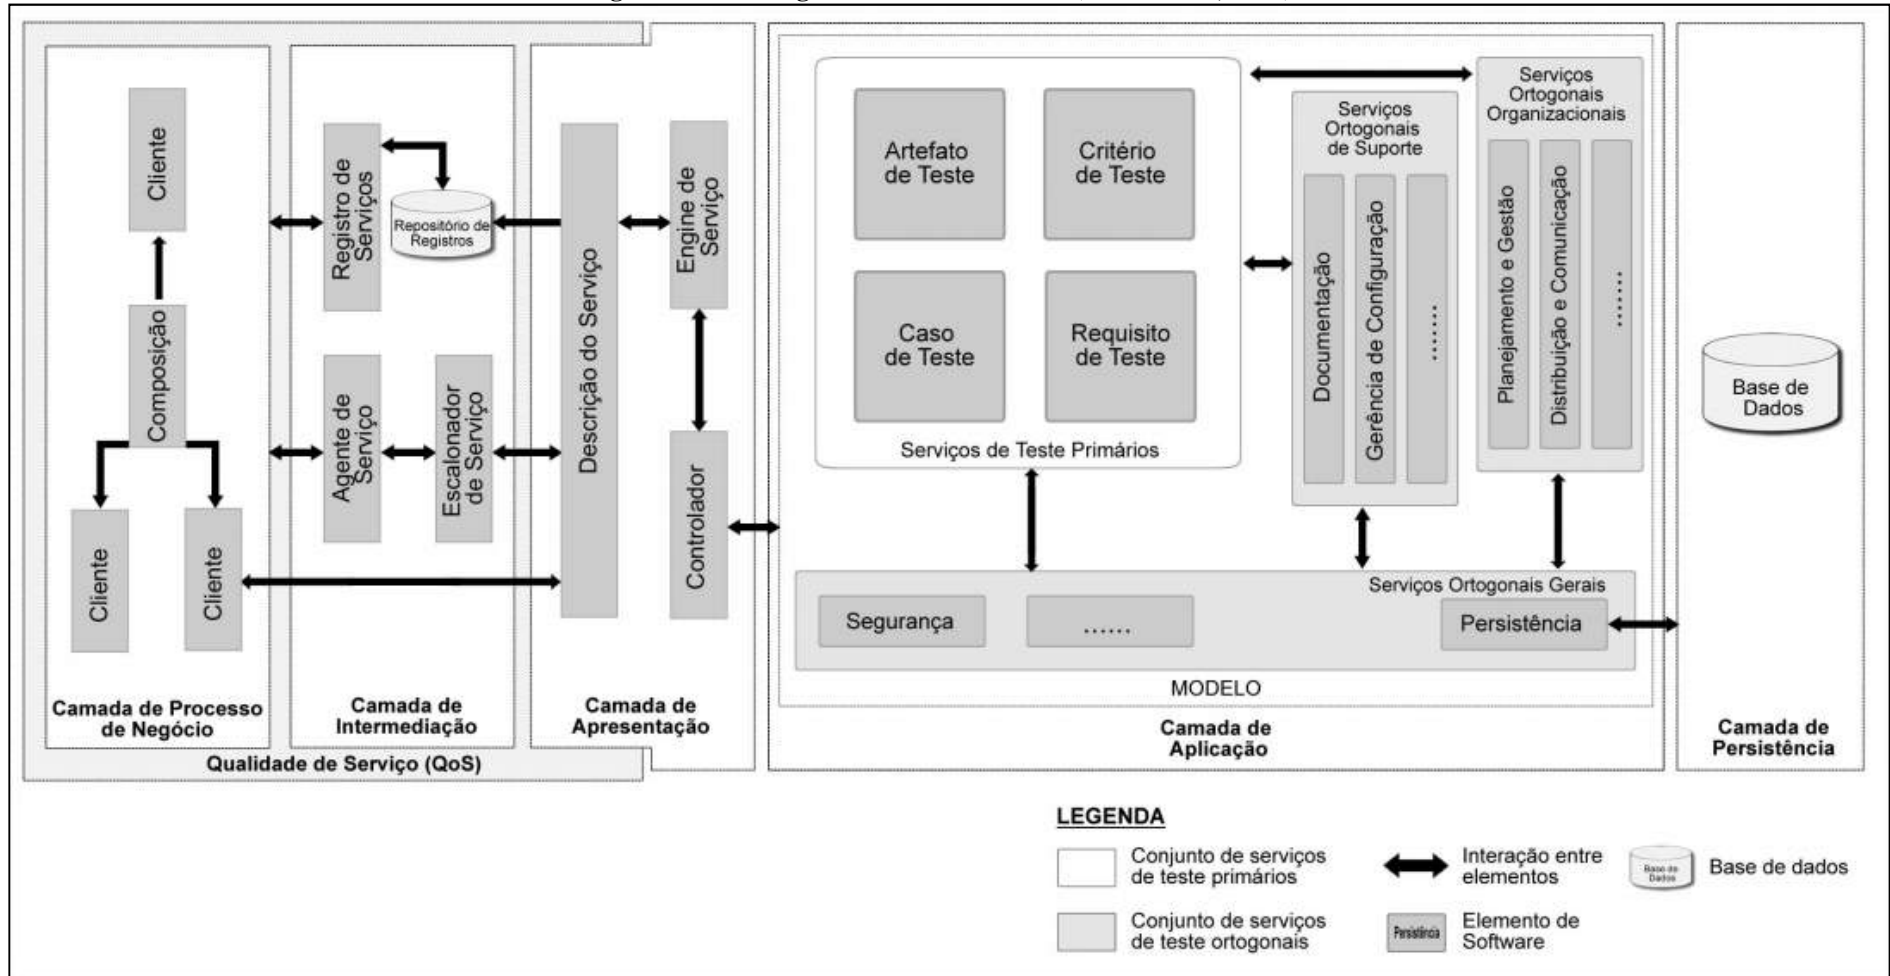 Cliente
Composição
Cliente
Cliente
Camada de Processo
de Negócio
Registro de
Serviços
Repositório de
Registros
Agente de
Serviço
Escalonador
de Serviço
Camada de
Intermediação
Qualidade de Serviço (QoS)
Descrição do Serviço
Engine de
Serviço
Controlador
Camada de
Apresentação
Artefato
de Teste
Critério
de Teste
Caso
de Teste
Requisito
de Teste
Serviços de Teste Primários
Serviços
Ortogonais
de Suporte
Documentação
Gerência de Configuração
........
Serviços
Ortogonais
Organizacionais
Planejamento e Gestão
Distribuição e Comunicação
........
Serviços Ortogonais Gerais
Segurança
......
Persistência
MODELO
Camada de
Aplicação
Base de
Dados
Camada de
Persistência
LEGENDA
Conjunto de serviços
de teste primários
Interação entre
elementos
Base de
Dados
Base de dados
Conjunto de serviços
de teste ortogonais
Persistência
Elemento de
Software